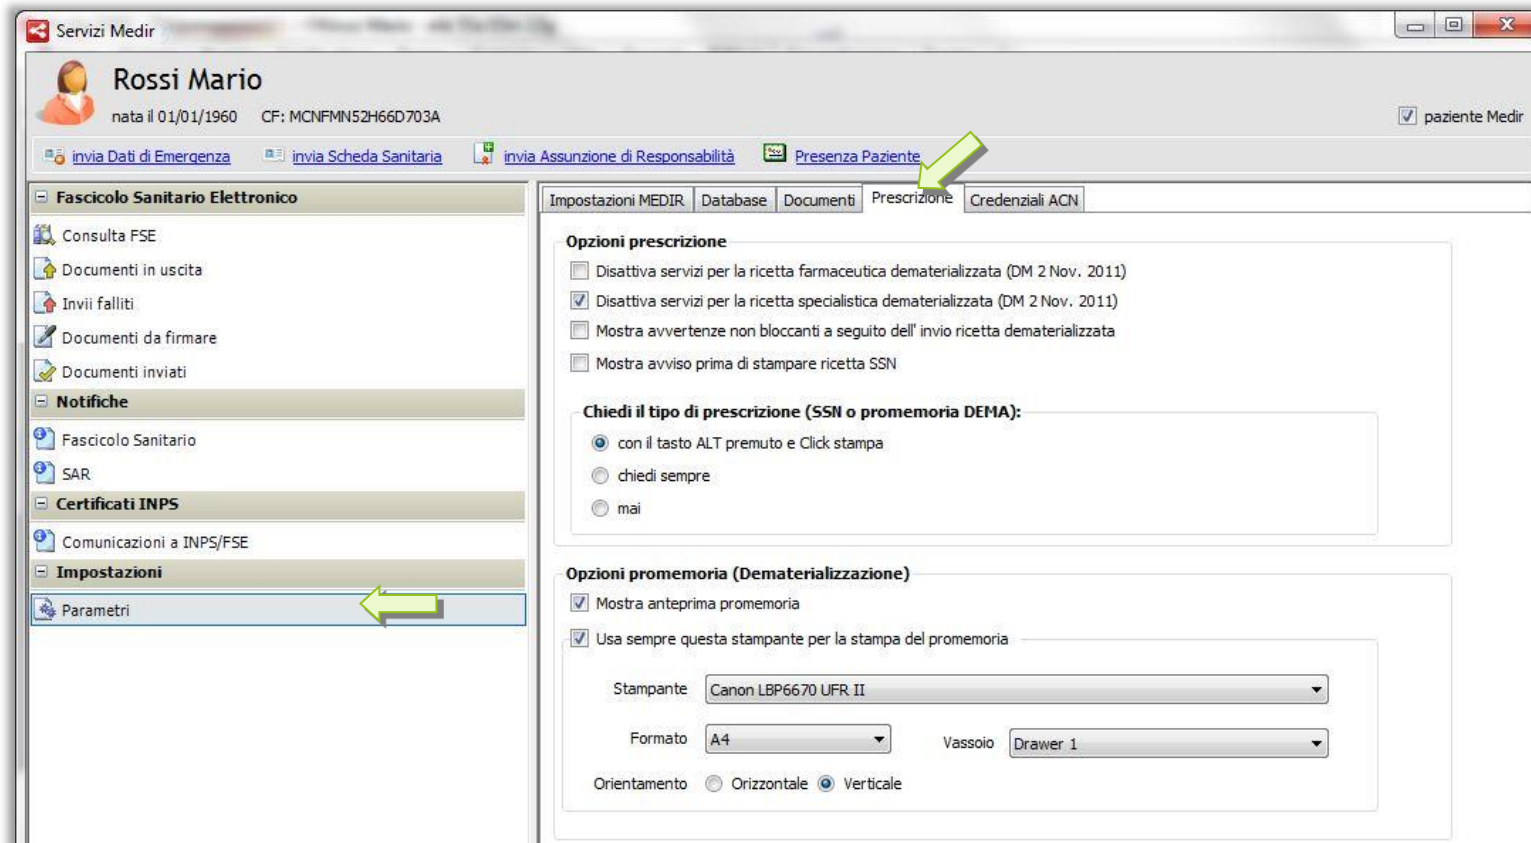 Servizi Medir
Rossi Mario
nata il 01/01/1960 CF: MCNFMN52H66D703A
paziente Medir
invia Dati di Emergenza invia Scheda Sanitaria invia Assunzione di Responsabilità Presenza Paziente
Fascicolo Sanitario Elettronico
Consulta FSE
Documenti in uscita
Invii falliti
Documenti da firmare
Documenti inviati
Notifiche
Fascicolo Sanitario
SAR
Certificati INPS
Comunicazioni a INPS/FSE
Impostazioni
Parametri
Impostazioni MEDIR Database Documenti Prescrizione Credenziali ACN
Opzioni prescrizione
Disattiva servizi per la ricetta farmaceutica dematerializzata (DM 2 Nov. 2011)
Disattiva servizi per la ricetta specialistica dematerializzata (DM 2 Nov. 2011)
Mostra avvertenze non bloccanti a seguito dell' invio ricetta dematerializzata
Mostra avviso prima di stampare ricetta SSN
Chiedi il tipo di prescrizione (SSN o promemoria DEMA):
con il tasto ALT premuto e Click stampa
chiedi sempre
mai
Opzioni promemoria (Dematerializzazione)
Mostra anteprima promemoria
Usa sempre questa stampante per la stampa del promemoria
Stampante Canon LBP6670 UFR II
Formato A4 Vassoio Drawer 1
Orientamento Orizzontale Verticale